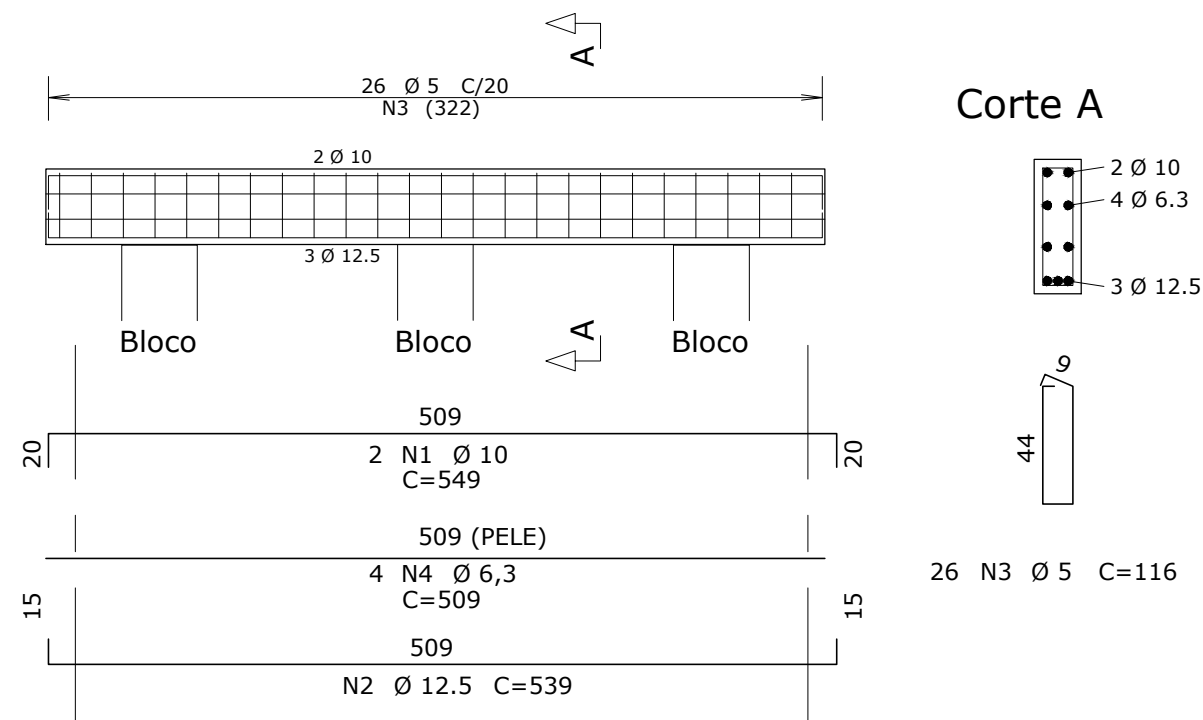 A
26 Ø 5 C/20
N3 (322)
Corte A
2 Ø 10
2 Ø 10
4 Ø 6.3
3 Ø 12.5
3 Ø 12.5
A
Bloco Bloco Bloco
9
44
26 N3 Ø 5 C=116
509
20 20
2 N1 Ø 10
C=549
509 (PELE)
4 N4 Ø 6,3
C=509
15 15
509
N2 Ø 12.5 C=539